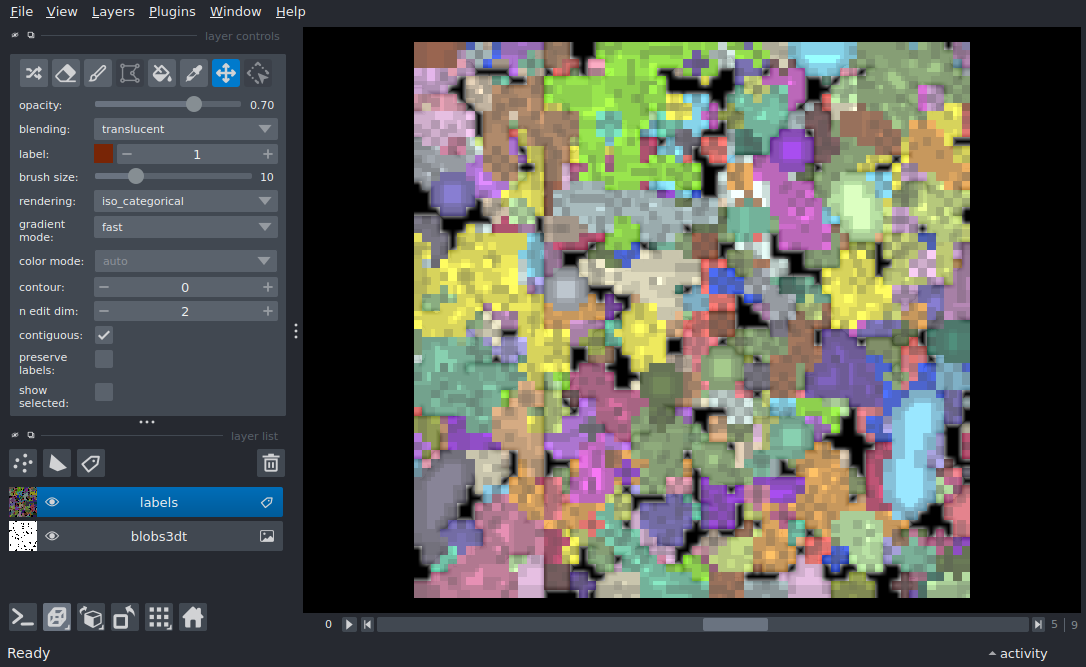 File View Layers Plugins Window Help
layer controls
opacity: 0.70
blending: translucent
label: 1
brush size: 10
rendering: iso_categorical
gradient
mode: fast
color mode: auto
contour: 0
n edit dim: 2
contiguous:
preserve
labels:
show
selected:
layer list
labels
blobs3dt
0 5 | 9
Ready activity